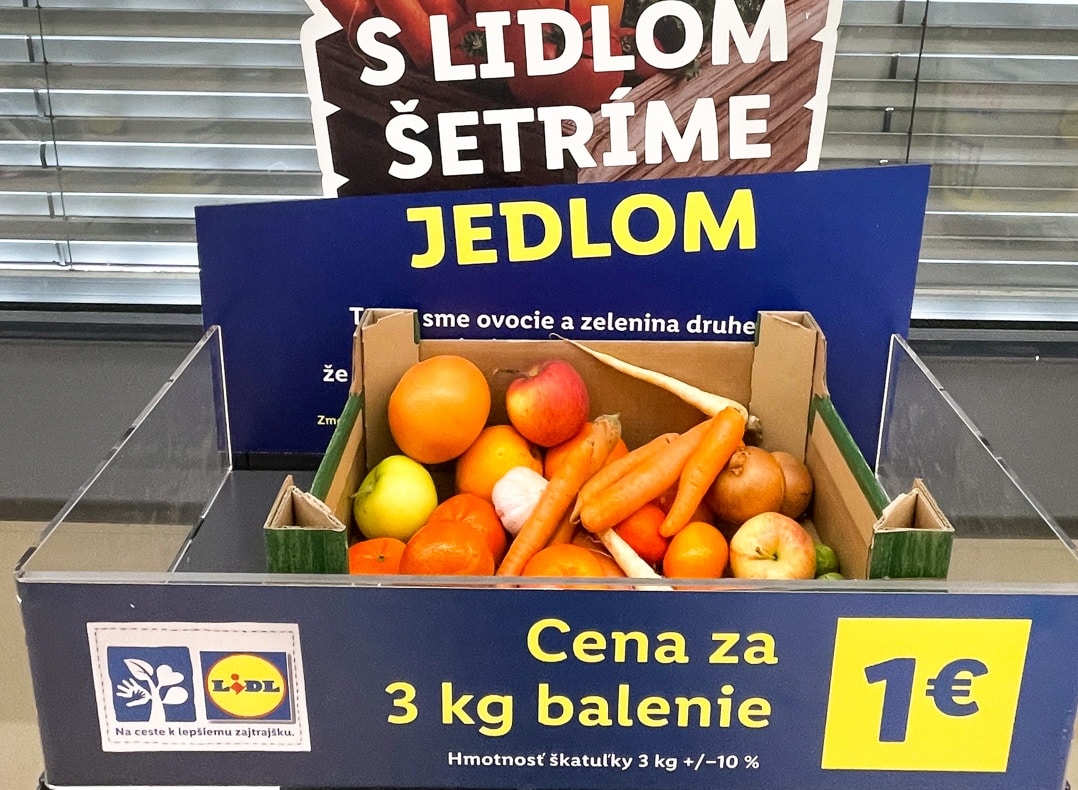 S LIDLOM
ŠETRÍME
JEDLOM
sme ovocie a zelenina druhe
Cena za
3 kg balenie
Hmotnosť škatuľky 3 kg +/–10 %
1€
LIDL
Na ceste k lepšiemu zajtrajšku.